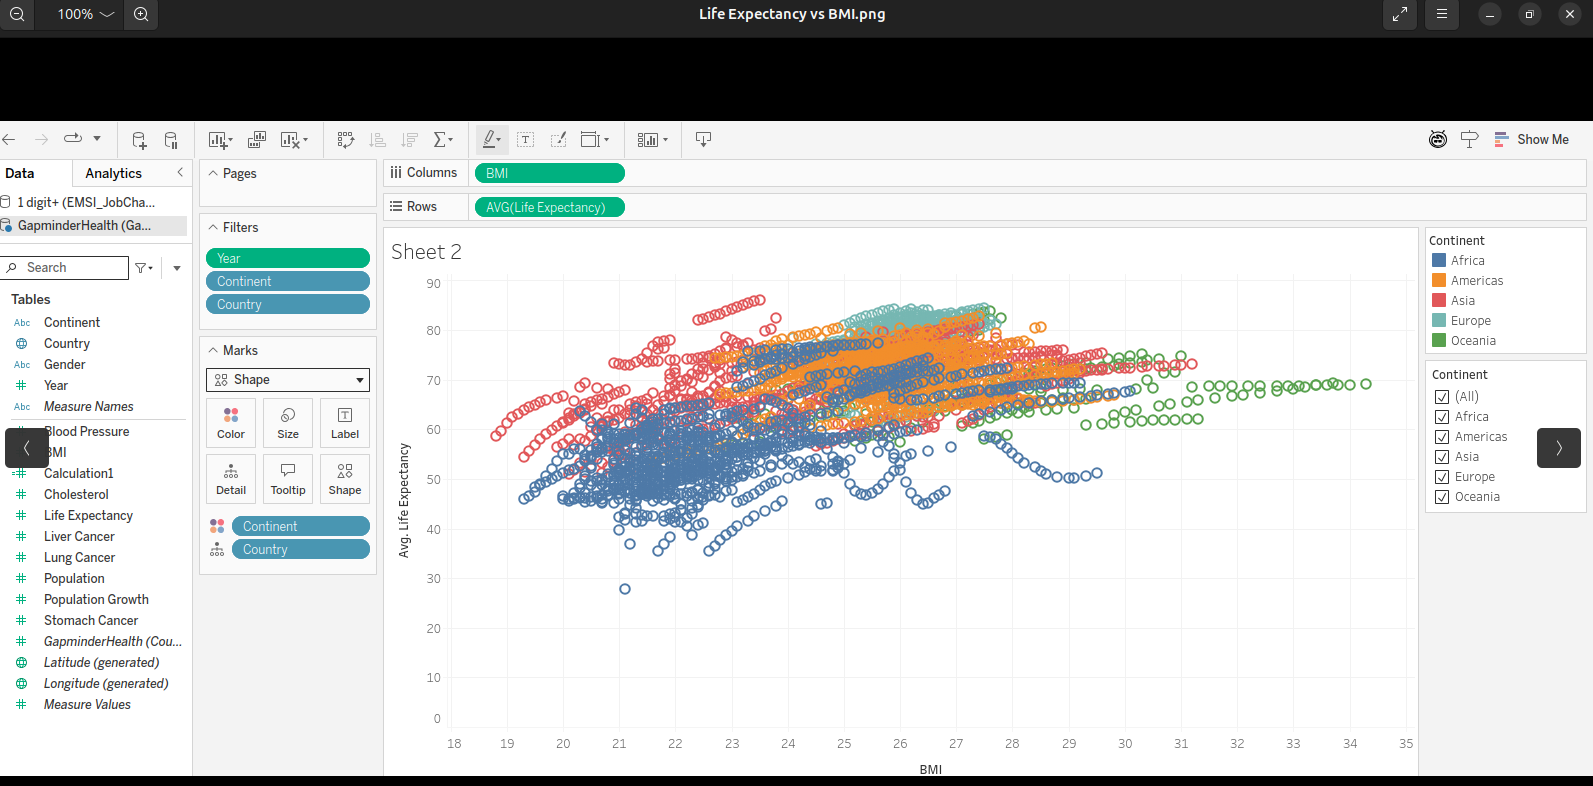 100%
Life Expectancy vs BMI.png
Show Me
Data
Analytics
1 digit+ (EMSI_JobCha...
GapminderHealth (Ga...
Search
Tables
Abc Continent
Country
Abc Gender
Year
Abc Measure Names
Blood Pressure
BMI
Calculation1
Cholesterol
Life Expectancy
Liver Cancer
Lung Cancer
Population
Population Growth
Stomach Cancer
GapminderHealth (Cou...
Latitude (generated)
Longitude (generated)
Measure Values
Pages
Filters
Year
Continent
Country
Marks
Shape
Color
Size
Label
Detail
Tooltip
Shape
Continent
Country
Columns
BMI
Rows
AVG(Life Expectancy)
Sheet 2
90
80
70
60
50
40
30
20
10
0
Avg. Life Expectancy
18 19 20 21 22 23 24 25 26 27 28 29 30 31 32 33 34 35
BMI
Continent
Africa
Americas
Asia
Europe
Oceania
Continent
(All)
Africa
Americas
Asia
Europe
Oceania